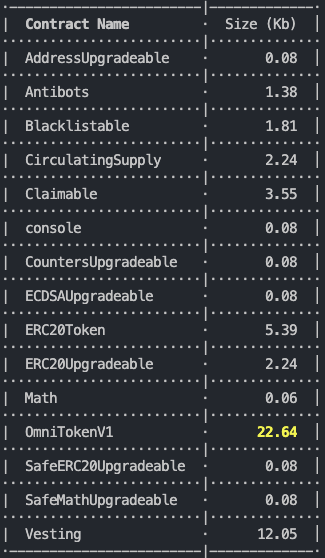 Contract Name · Size (Kb)
AddressUpgradeable · 0.08
Antibots · 1.38
Blacklistable · 1.81
CirculatingSupply · 2.24
Claimable · 3.55
console · 0.08
CountersUpgradeable · 0.08
ECDSAUpgradeable · 0.08
ERC20Token · 5.39
ERC20Upgradeable · 2.24
Math · 0.06
OmniTokenV1 · 22.64
SafeERC20Upgradeable · 0.08
SafeMathUpgradeable · 0.08
Vesting · 12.05